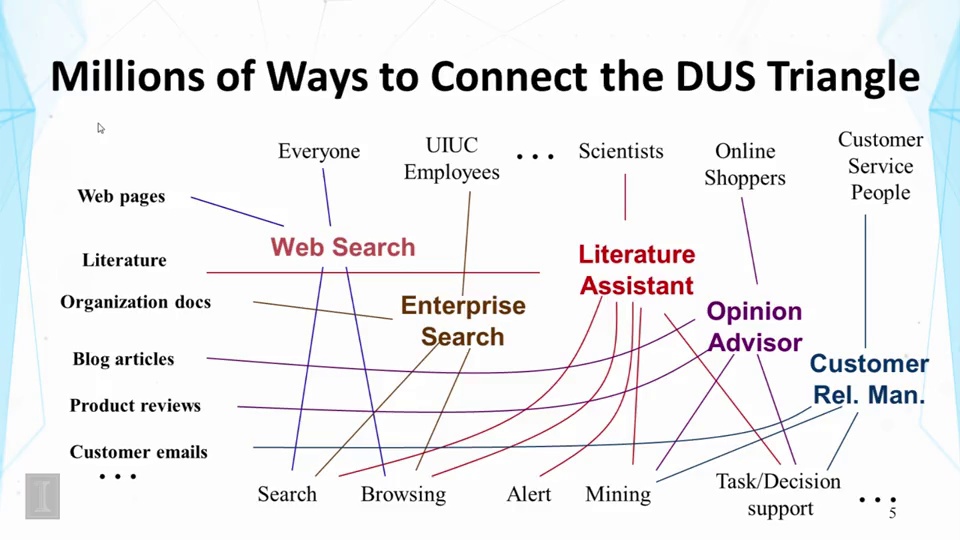 Millions of Ways to Connect the DUS Triangle
Everyone
UIUC
Employees
...
Scientists
Online
Shoppers
Customer
Service
People
Web pages
Literature
Organization docs
Blog articles
Product reviews
Customer emails
...
Web Search
Enterprise
Search
Literature
Assistant
Opinion
Advisor
Customer
Rel. Man.
Search
Browsing
Alert
Mining
Task/Decision
support
...
5
I